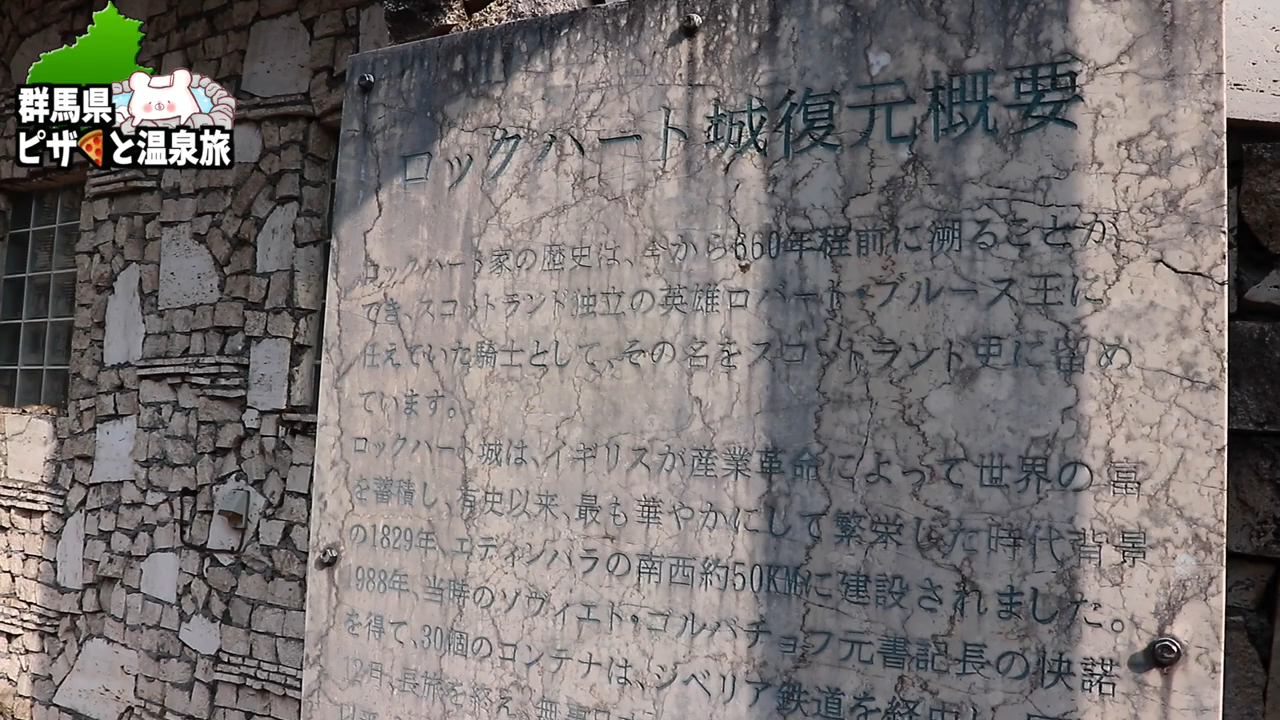 群馬県
ピザと温泉旅
ロックハート城復元概要
ロックハート家の歴史は、今から660年程前に溯ることが
でき、スコットランド独立の英雄ロバート・ブルース王に
仕えていた騎士として、その名をスコットランド史に留め
ています。
ロックハート城は、イギリスが産業革命によって世界の富
を蓄積し、有史以来、最も華やかにして繁栄した時代背景
の1829年、エディンバラの南西約50KMに建設されました。
1988年、当時のソヴィエト・ゴルバチョフ元書記長の快諾
を得て、30個のコンテナは、シベリア鉄道を経由し
12月、長旅を終え、無事日本